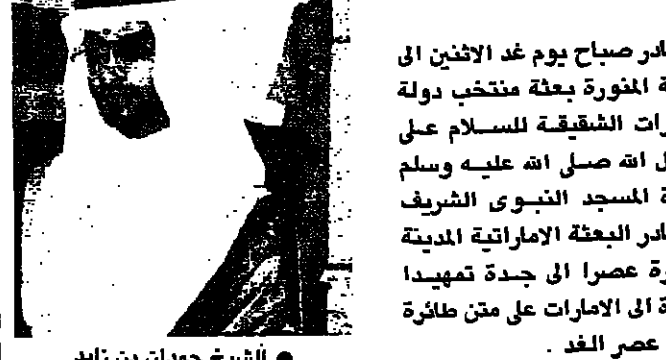 ادر صباح يوم غد الاثنين الى
ة المنورة بعثة منتخب دولة
رات الشقيقة للسلام على
ل الله صلى الله عليه وسلم
ة المسجد النبوى الشريف
ادر البعثة الاماراتية المدينة
رة عصرا الى جدة تمهيدا
ة الى الامارات على متن طائرة
عصر الغد .
● الشيخ حمدان بن زايد